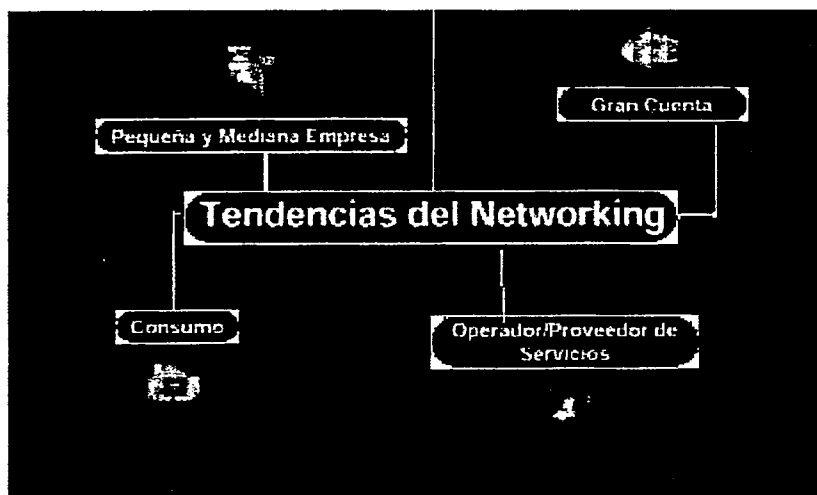 Gran Cuenta
Pequeña y Mediana Empresa
Tendencias del Networking
Consumo
Operador/Proveedor de
Servicios